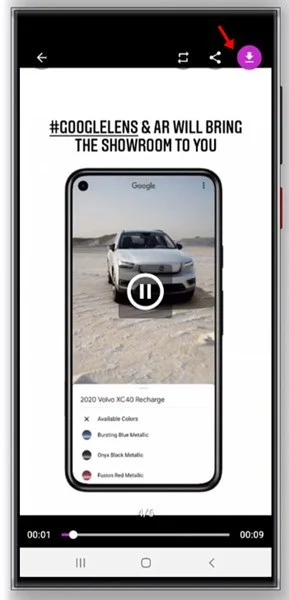 #GOOGLELENS & AR WILL BRING
THE SHOWROOM TO YOU
Google
2020 Volvo XC40 Recharge
Available Colors
Bursting Blue Metallic
Onyx Black Metallic
Fusion Red Metallic
4/6
00:01
00:09